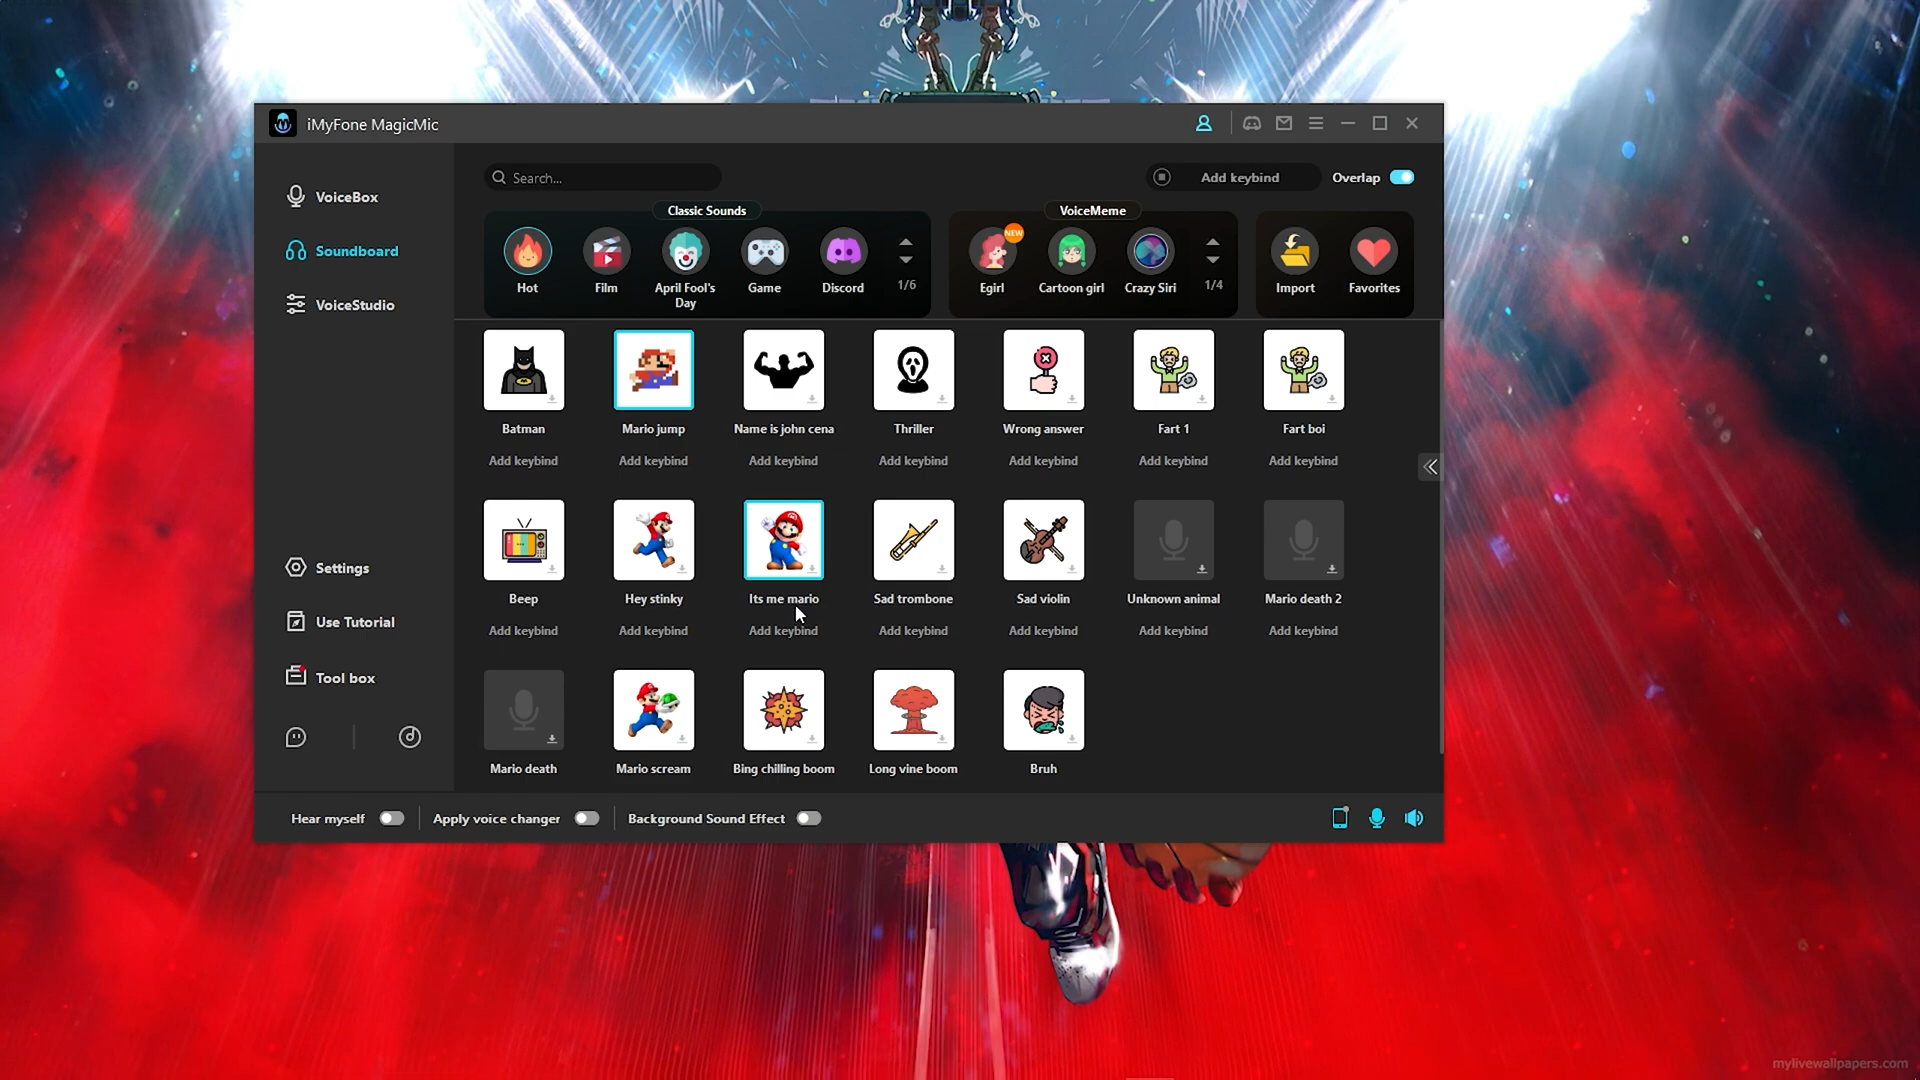 iMyFone MagicMic
VoiceBox
Soundboard
VoiceStudio
Settings
Use Tutorial
Tool box
Search...
Add keybind
Overlap
Classic Sounds
Hot
Film
April Fool's
Day
Game
Discord
1/6
VoiceMeme
NEW
Egirl
Cartoon girl
Crazy Siri
1/4
Import
Favorites
Batman
Mario jump
Name is john cena
Thriller
Wrong answer
Fart 1
Fart boi
Add keybind
Add keybind
Add keybind
Add keybind
Add keybind
Add keybind
Add keybind
Beep
Hey stinky
Its me mario
Sad trombone
Sad violin
Unknown animal
Mario death 2
Add keybind
Add keybind
Add keybind
Add keybind
Add keybind
Add keybind
Add keybind
Mario death
Mario scream
Bing chilling boom
Long vine boom
Bruh
Hear myself
Apply voice changer
Background Sound Effect
mylivewallpapers.com